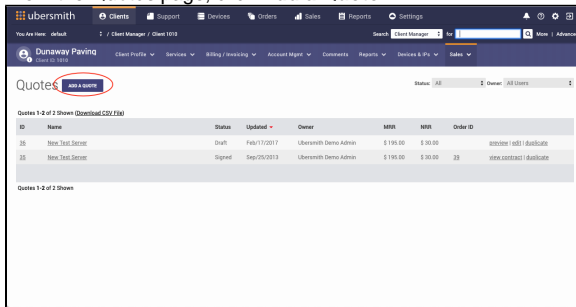 ubersmith Clients Support Devices Orders Sales Reports Settings
You Are Here: default / Client Manager / Client 1010 Search Client Manager for More | Advance
Dunaway Paving Client Profile Services Billing / Invoicing Account Mgmt Comments Reports Devices & IPs Sales
Client ID: 1010
Quotes ADD A QUOTE Status: All Owner: All Users
Quotes 1-2 of 2 Shown (Download CSV File)
ID Name Status Updated Owner MRR NRR Order ID
36 New Test Server Draft Feb/17/2017 Ubersmith Demo Admin $ 195.00 $ 30.00 preview | edit | duplicate
35 New Test Server Signed Sep/25/2013 Ubersmith Demo Admin $ 195.00 $ 30.00 39 view contract | duplicate
Quotes 1-2 of 2 Shown